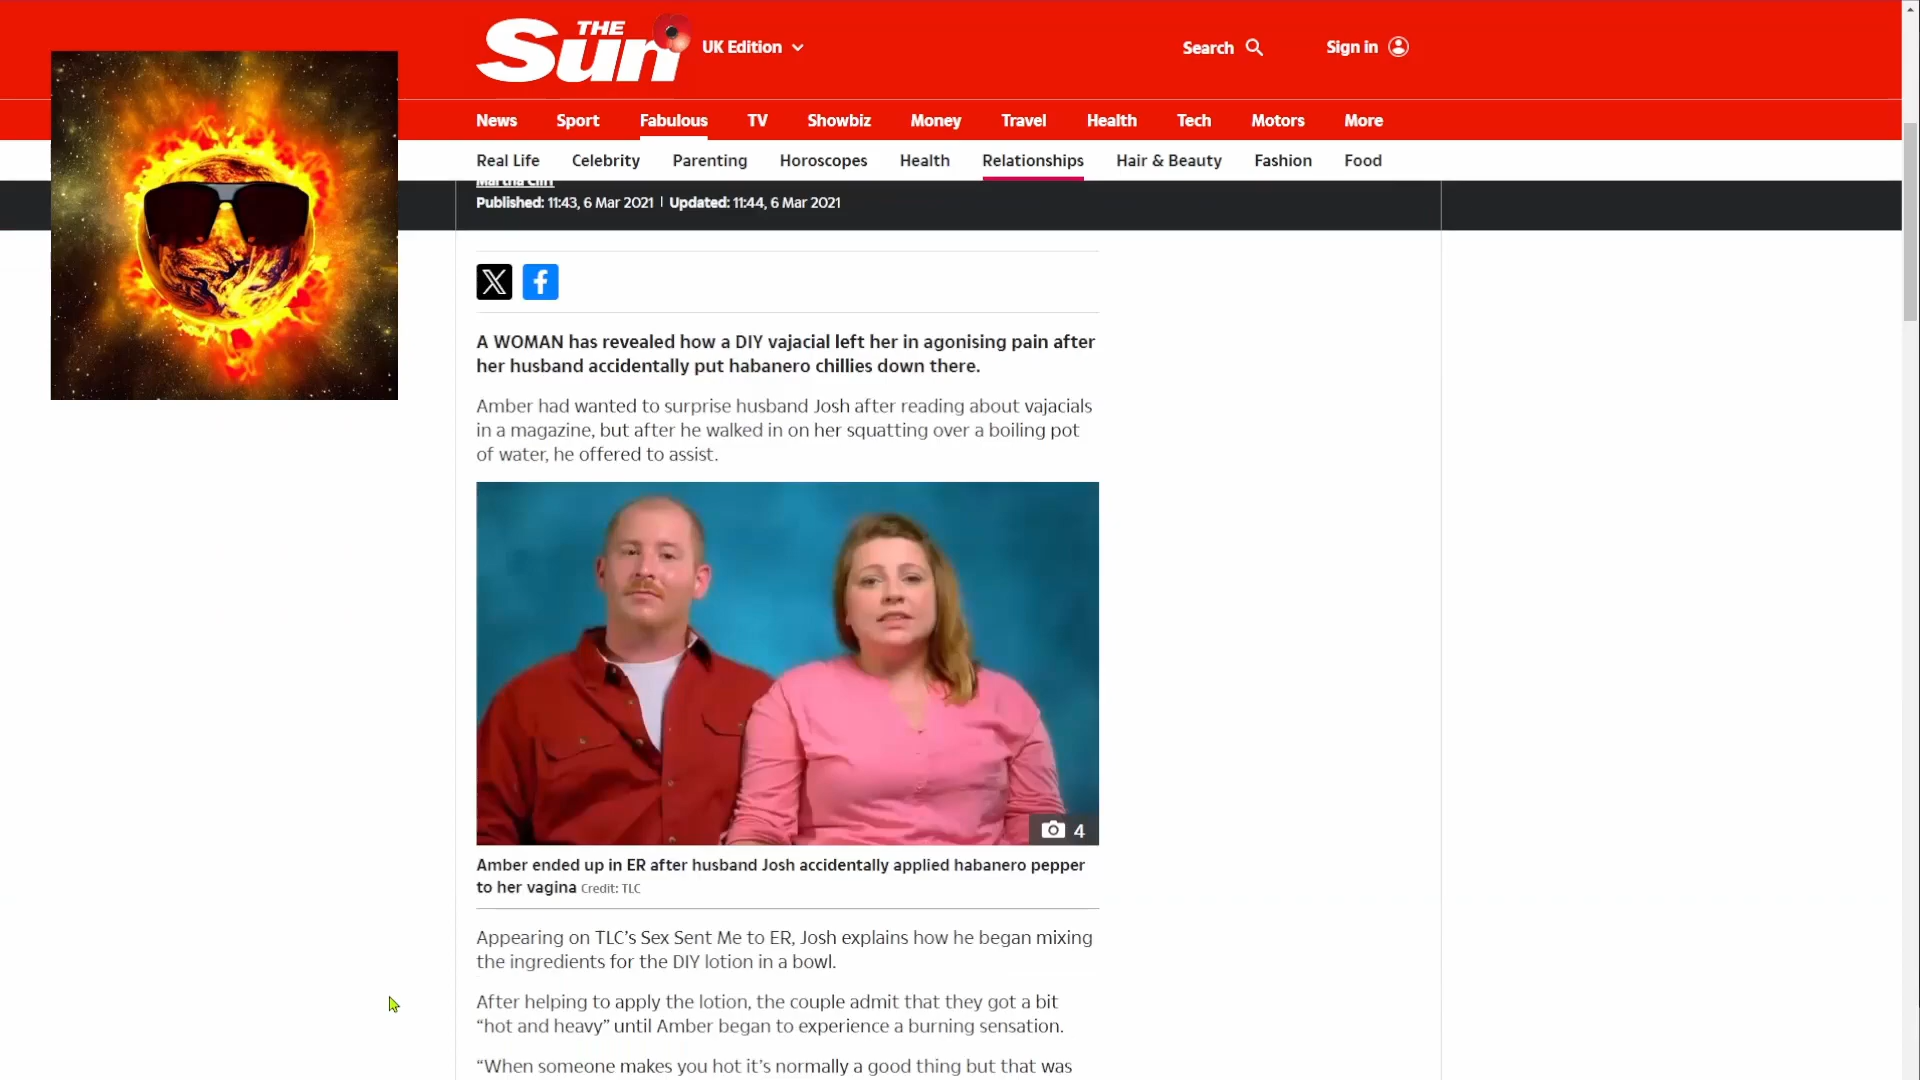 THE
Sun
UK Edition
Search
Sign in
News Sport Fabulous TV Showbiz Money Travel Health Tech Motors More
Real Life Celebrity Parenting Horoscopes Health Relationships Hair & Beauty Fashion Food
Martha Cliff
Published: 11:43, 6 Mar 2021 | Updated: 11:44, 6 Mar 2021
A WOMAN has revealed how a DIY vajacial left her in agonising pain after
her husband accidentally put habanero chillies down there.
Amber had wanted to surprise husband Josh after reading about vajacials
in a magazine, but after he walked in on her squatting over a boiling pot
of water, he offered to assist.
4
Amber ended up in ER after husband Josh accidentally applied habanero pepper
to her vagina Credit: TLC
Appearing on TLC’s Sex Sent Me to ER, Josh explains how he began mixing
the ingredients for the DIY lotion in a bowl.
After helping to apply the lotion, the couple admit that they got a bit
“hot and heavy” until Amber began to experience a burning sensation.
“When someone makes you hot it’s normally a good thing but that was